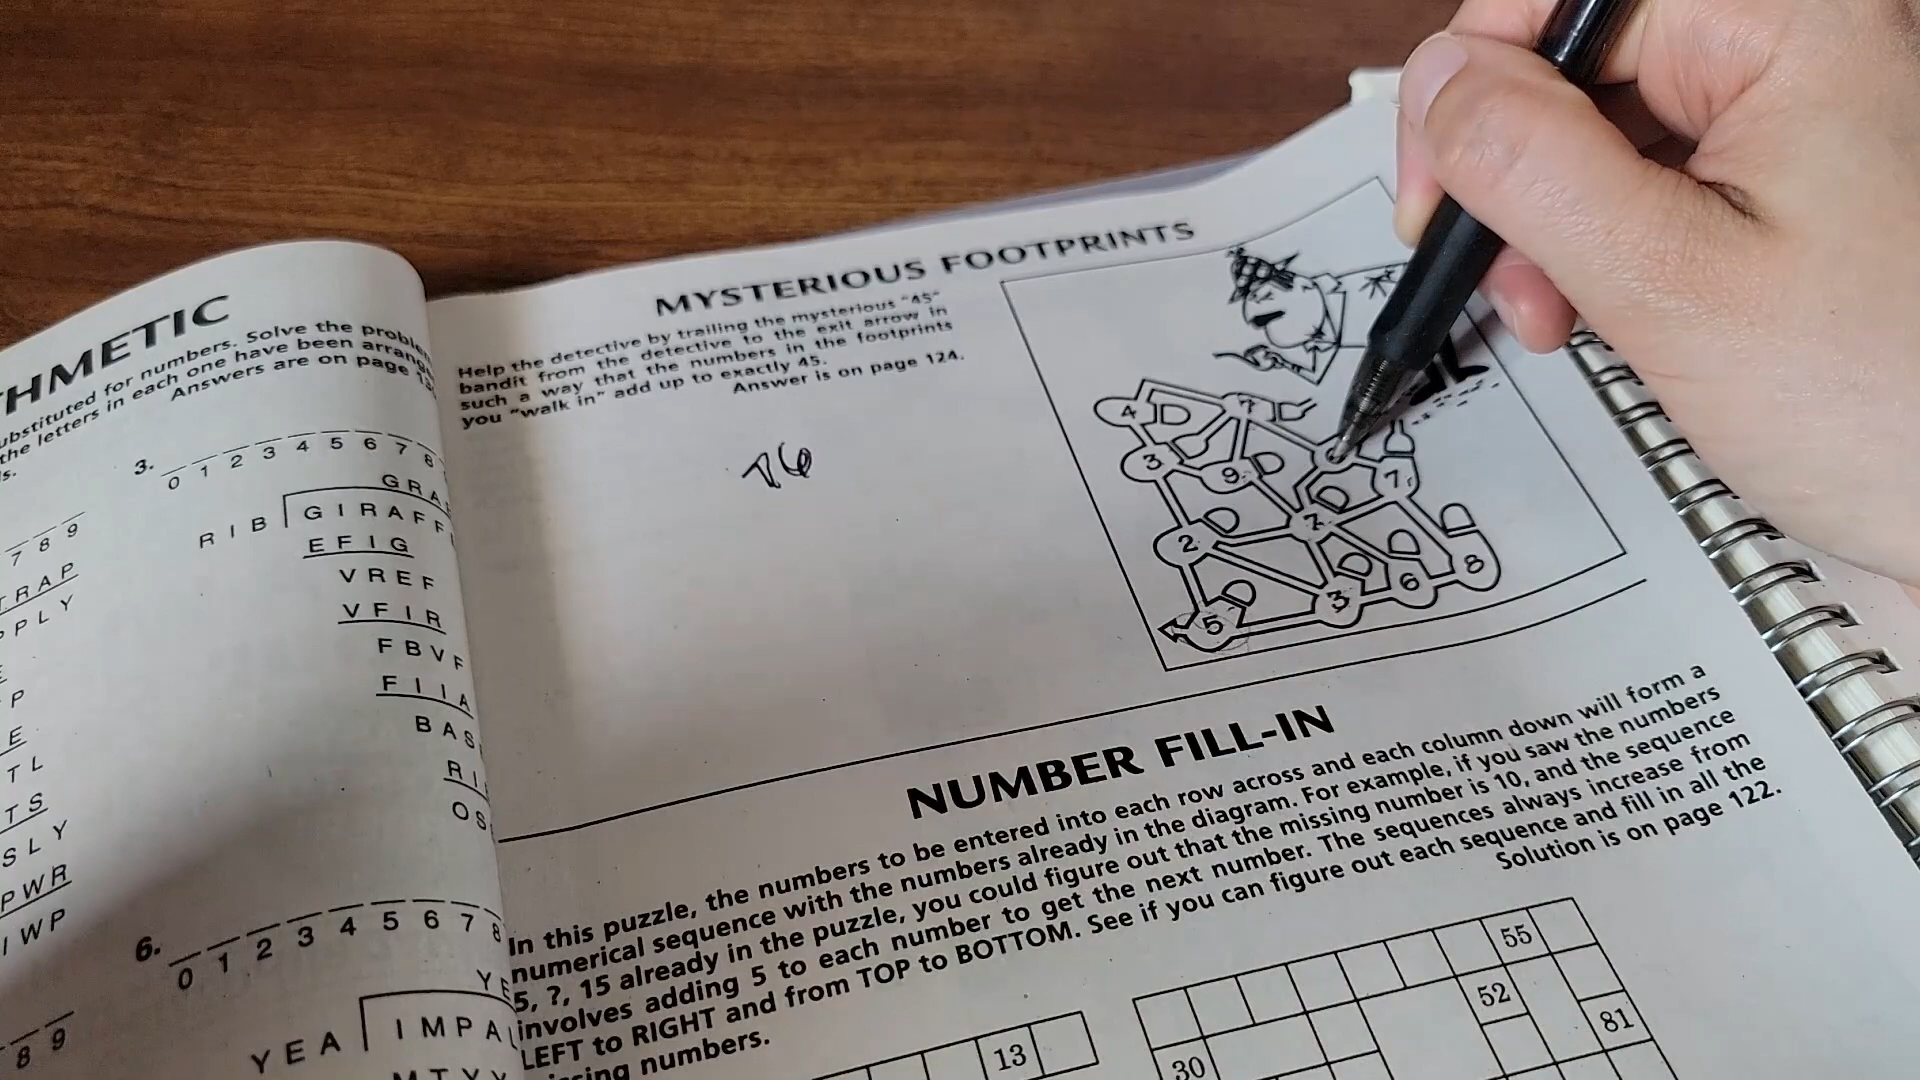 THMETIC
ubstituted for numbers. Solve the proble
the letters in each one have been arrang
Answers are on page 13
s.
3.
0 1 2 3 4 5 6 7 8
GRA
RIB GIRAFF
EFIG
VREF
VFIR
FBVF
FIIA
BAS
RI
OS
7 8 9
TRAP
PPLY
E
P
E
TL
TS
SLY
PWR
IWP
6.
0 1 2 3 4 5 6 7 8
YE
YEA IMPA
MTYV
8 9
MYSTERIOUS FOOTPRINTS
Help the detective by trailing the mysterious "45"
bandit from the detective to the exit arrow in
such a way that the numbers in the footprints
you "walk in" add up to exactly 45.
Answer is on page 124.
4 7
3 9 7
2 7
5 3 6 8
NUMBER FILL-IN
In this puzzle, the numbers to be entered into each row across and each column down will form a
numerical sequence with the numbers already in the diagram. For example, if you saw the numbers
5, ?, 15 already in the puzzle, you could figure out that the missing number is 10, and the sequence
involves adding 5 to each number to get the next number. The sequences always increase from
LEFT to RIGHT and from TOP to BOTTOM. See if you can figure out each sequence and fill in all the
missing numbers.
Solution is on page 122.
13
55
52
81
30